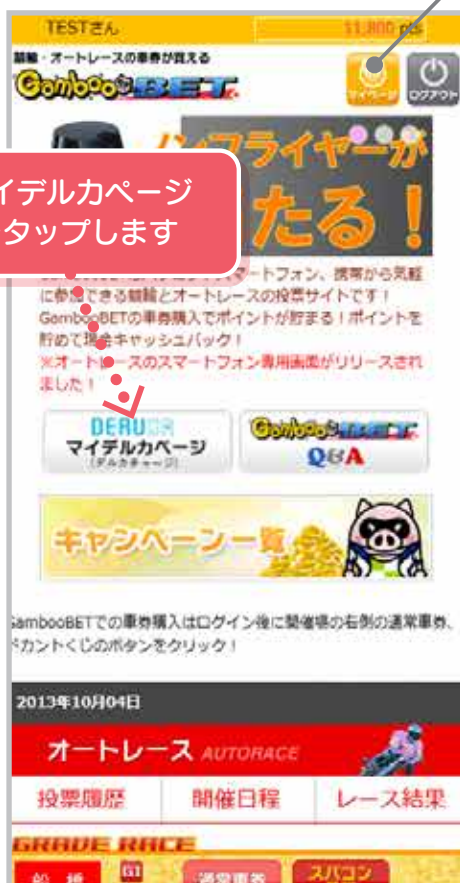 TESTさん
11,800 pts
競輪・オートレースの車券が買える
GambooBET
マイページ
ログアウト
ンフライヤーが
たる！
イデルカページ
タップします
マートフォン、携帯から気軽
に参加できる競輪とオートレースの投票サイトです！
GambooBETの車券購入でポイントが貯まる！ポイントを
貯めて現金キャッシュバック！
※オートレースのスマートフォン専用画面がリリースされ
ました！
DERUCA
マイデルカページ
(デルカチャージ)
GambooBET
Q&A
キャンペーン一覧
GambooBETでの車券購入はログイン後に開催場の右側の通常車券、
ドカントくじのボタンをクリック！
2013年10月04日
オートレース AUTORACE
投票履歴
開催日程
レース結果
GRADE RACE
船橋
G1
通常車券